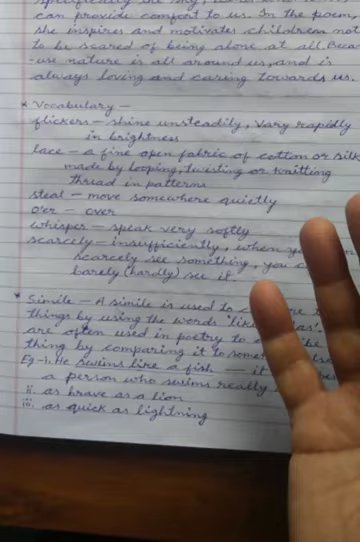 specifically the sky,
can provide comfort to us. In the poem,
she inspires and motivates childrem not
to be scared of being alone at all. Becau
-use nature is all around us, and is
always loving and caring towards us.
* Vocabulary –
flickers – shine unsteadily, vary rapidly
in brightness
lace – a fine open fabric of cotton or silk
made by looping, twisting or knitting
thread in patterns
steal – move somewhere quietly
o'er – over
whisper – speak very softly
scarcely – insufficiently, when yo
scarcely see something, you c
barely (hardly) see it.
* Simile – A simile is used to c
things by using the words 'like as'.
are often used in poetry to
thing by comparing it to some
Eg – i. He swims like a fish — it
a person who swims really
ii. as brave as a lion
iii. as quick as lightning